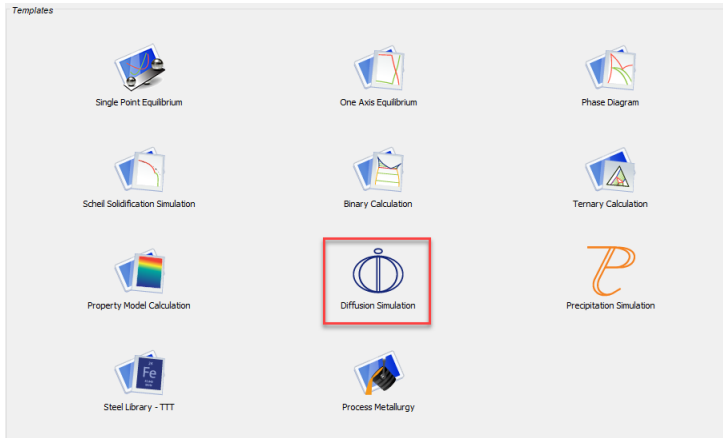 Templates
Single Point Equilibrium
One Axis Equilibrium
Phase Diagram
Scheil Solidification Simulation
Binary Calculation
Ternary Calculation
Property Model Calculation
Diffusion Simulation
Precipitation Simulation
Fe
Steel Library - TTT
Process Metallurgy